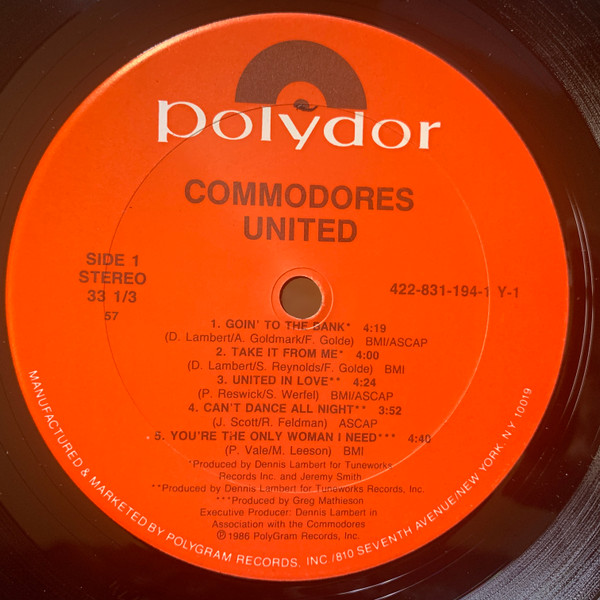 polydor
COMMODORES
UNITED
SIDE 1
STEREO
33 1/3
57
422-831-194-1 Y-1
1. GOIN' TO THE BANK* 4:19
(D. Lambert/A. Goldmark/F. Golde) BMI/ASCAP
2. TAKE IT FROM ME* 4:00
(D. Lambert/S. Reynolds/F. Golde) BMI
3. UNITED IN LOVE** 4:24
(P. Reswick/S. Werfel) BMI/ASCAP
4. CAN'T DANCE ALL NIGHT** 3:52
(J. Scott/R. Feldman) ASCAP
5. YOU'RE THE ONLY WOMAN I NEED*** 4:40
(P. Vale/M. Leeson) BMI
*Produced by Dennis Lambert for Tuneworks
Records Inc. and Jeremy Smith
**Produced by Dennis Lambert for Tuneworks Records, Inc.
***Produced by Greg Mathieson
Executive Producer: Dennis Lambert in
Association with the Commodores
℗ 1986 PolyGram Records, Inc.
MANUFACTURED & MARKETED BY POLYGRAM RECORDS. INC /810 SEVENTH AVENUE/NEW YORK. NY 10019